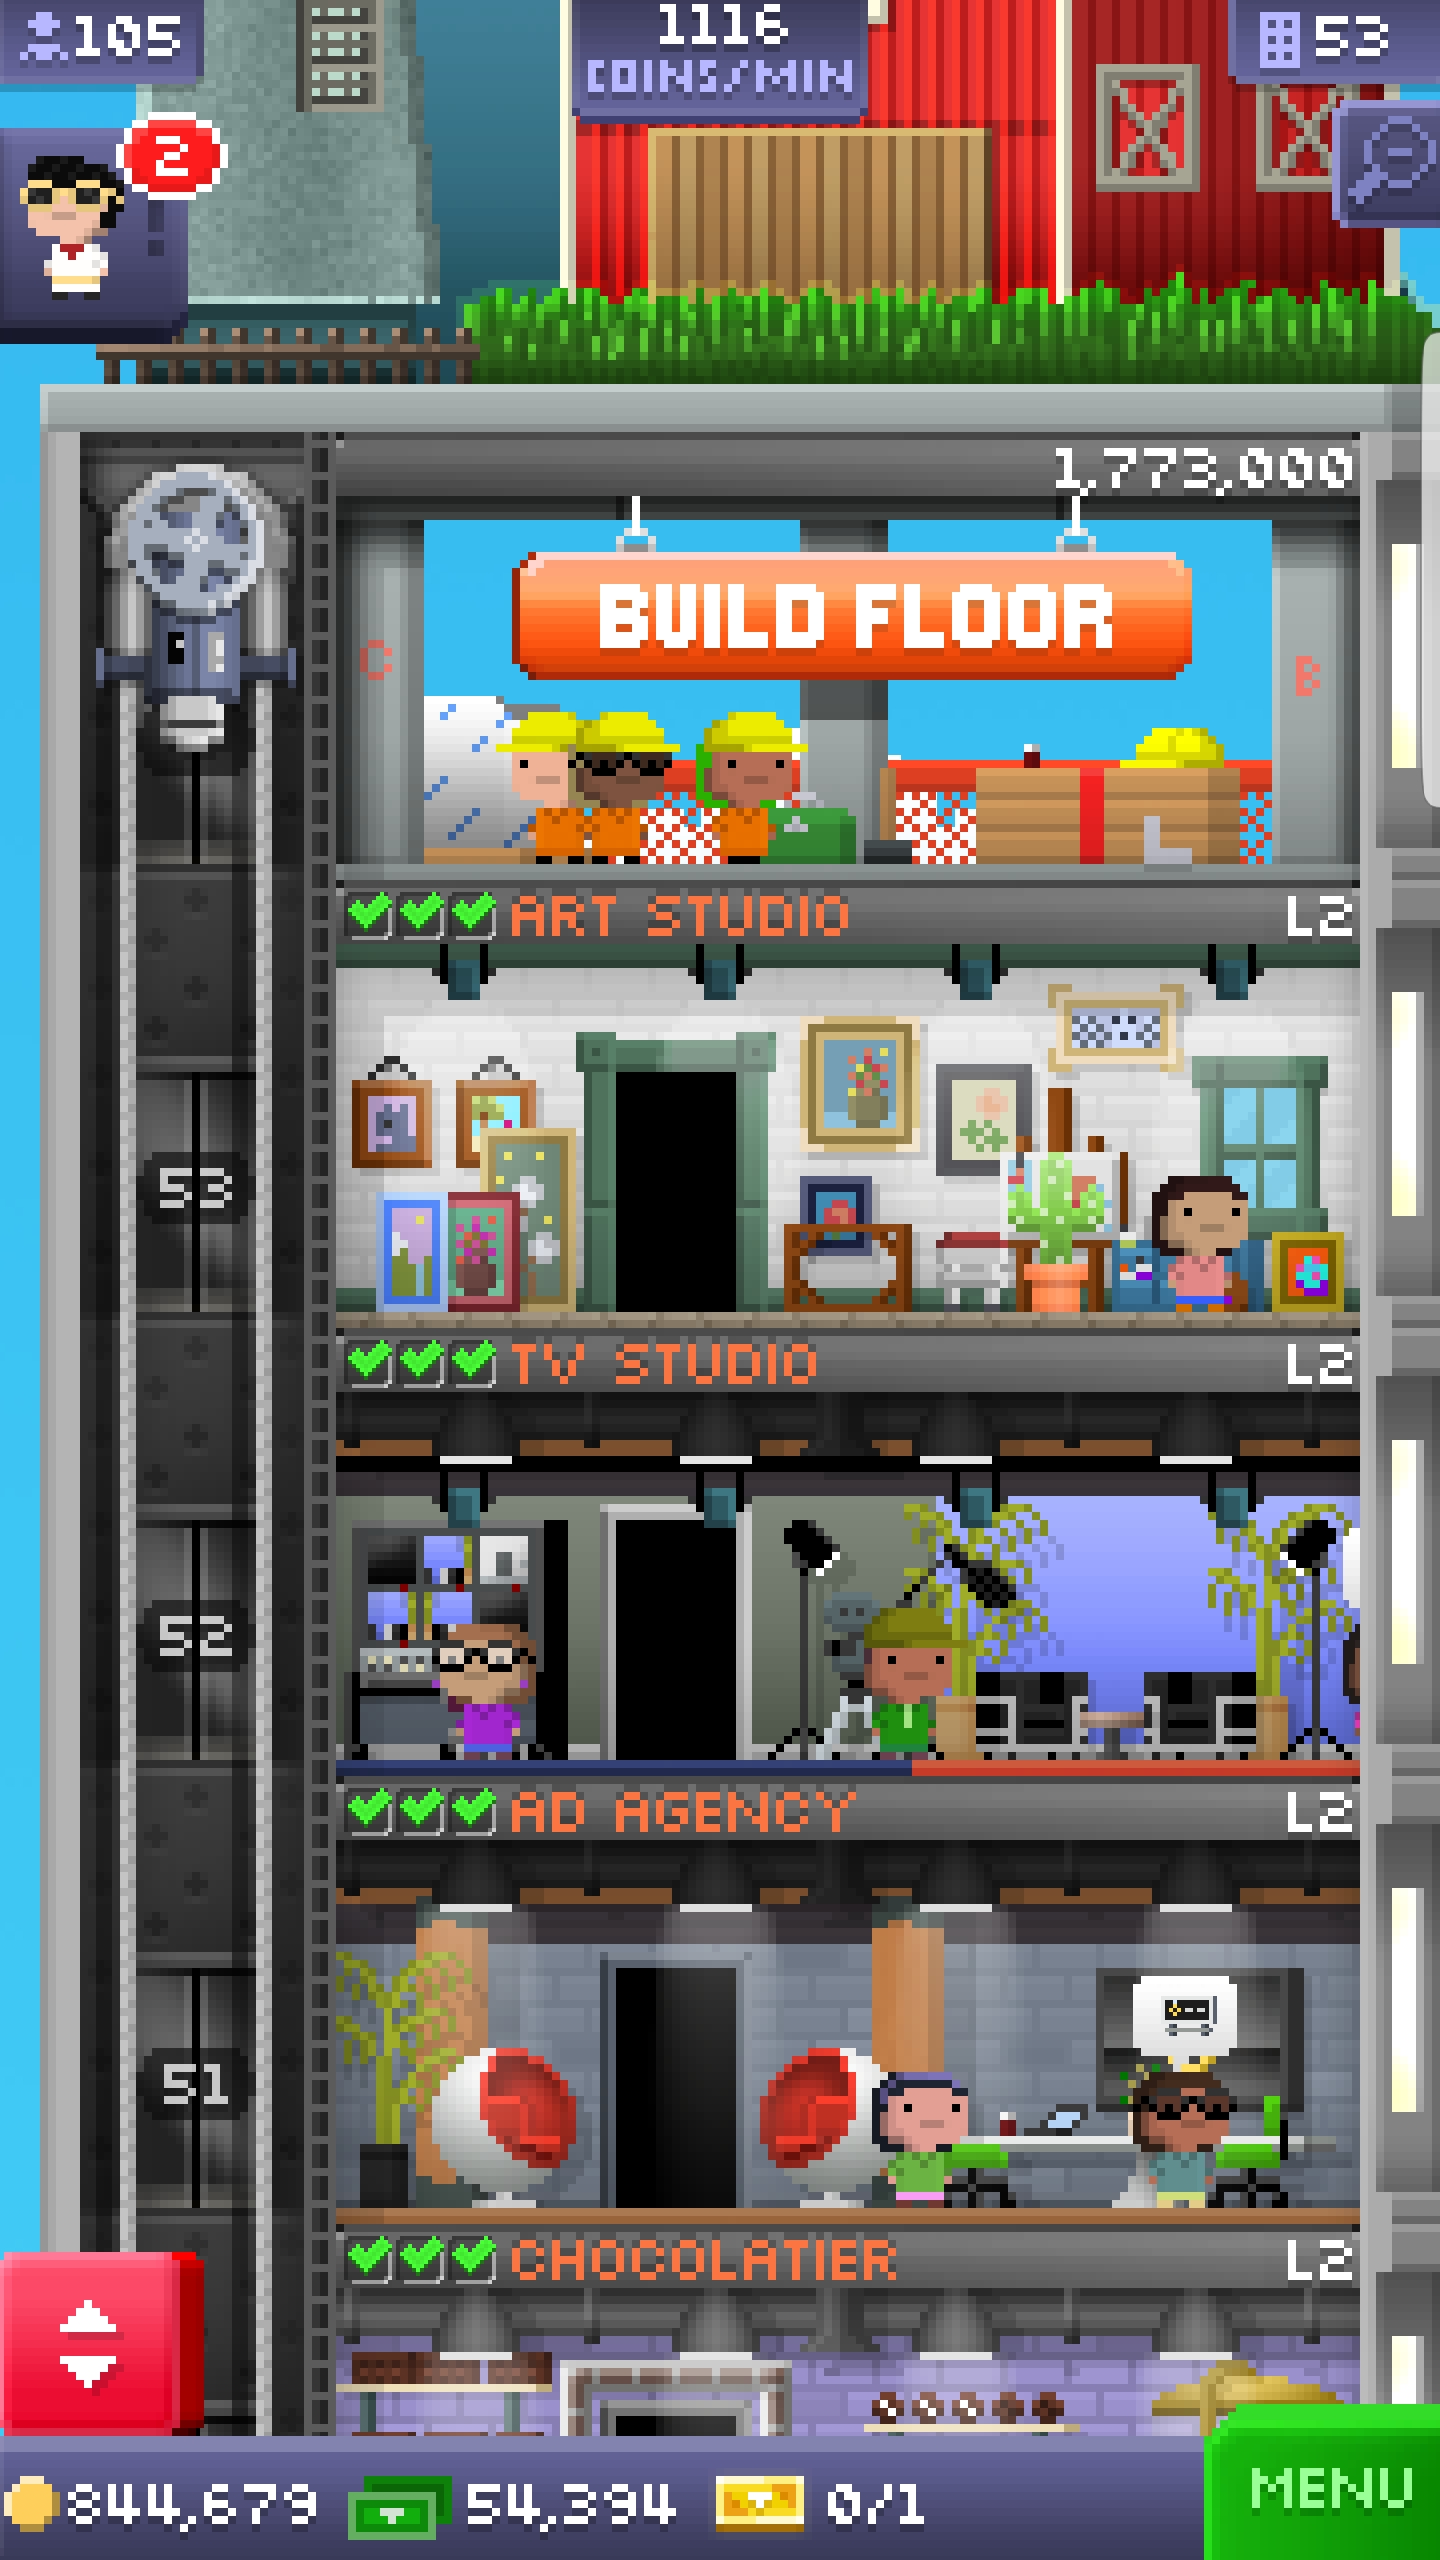 105
1116
COINS/MIN
53
2
1,773,000
BUILD FLOOR
C
B
ART STUDIO L2
53
TV STUDIO L2
52
AD AGENCY L2
51
CHOCOLATIER L2
844,679 54,394 0/1
MENU